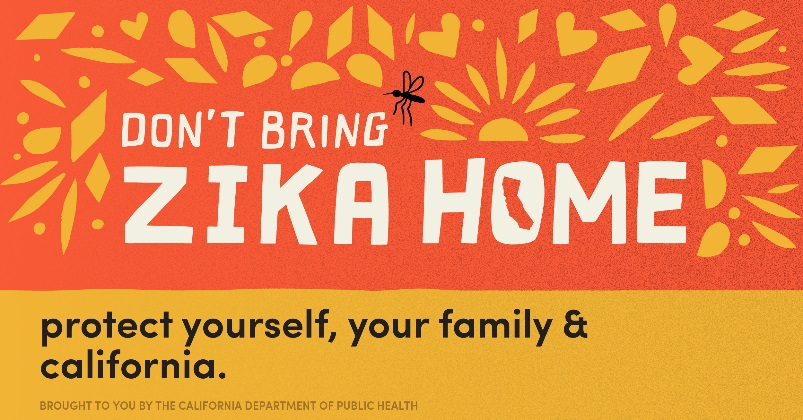 DON'T BRING
ZIKA HOME
protect yourself, your family &
california.
BROUGHT TO YOU BY THE CALIFORNIA DEPARTMENT OF PUBLIC HEALTH